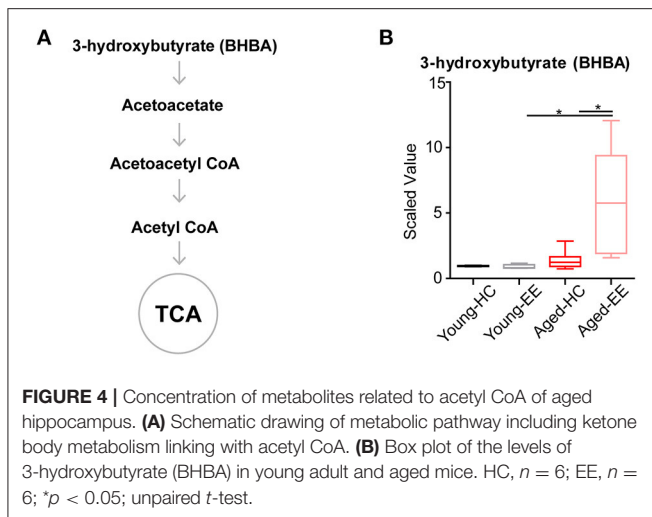 A
3-hydroxybutyrate (BHBA)
Acetoacetate
Acetoacetyl CoA
Acetyl CoA
TCA
B
3-hydroxybutyrate (BHBA)
15
10
5
0
Scaled Value
*
*
Young-HC
Young-EE
Aged-HC
Aged-EE
FIGURE 4 | Concentration of metabolites related to acetyl CoA of aged
hippocampus. (A) Schematic drawing of metabolic pathway including ketone
body metabolism linking with acetyl CoA. (B) Box plot of the levels of
3-hydroxybutyrate (BHBA) in young adult and aged mice. HC, n = 6; EE, n =
6; *p < 0.05; unpaired t-test.